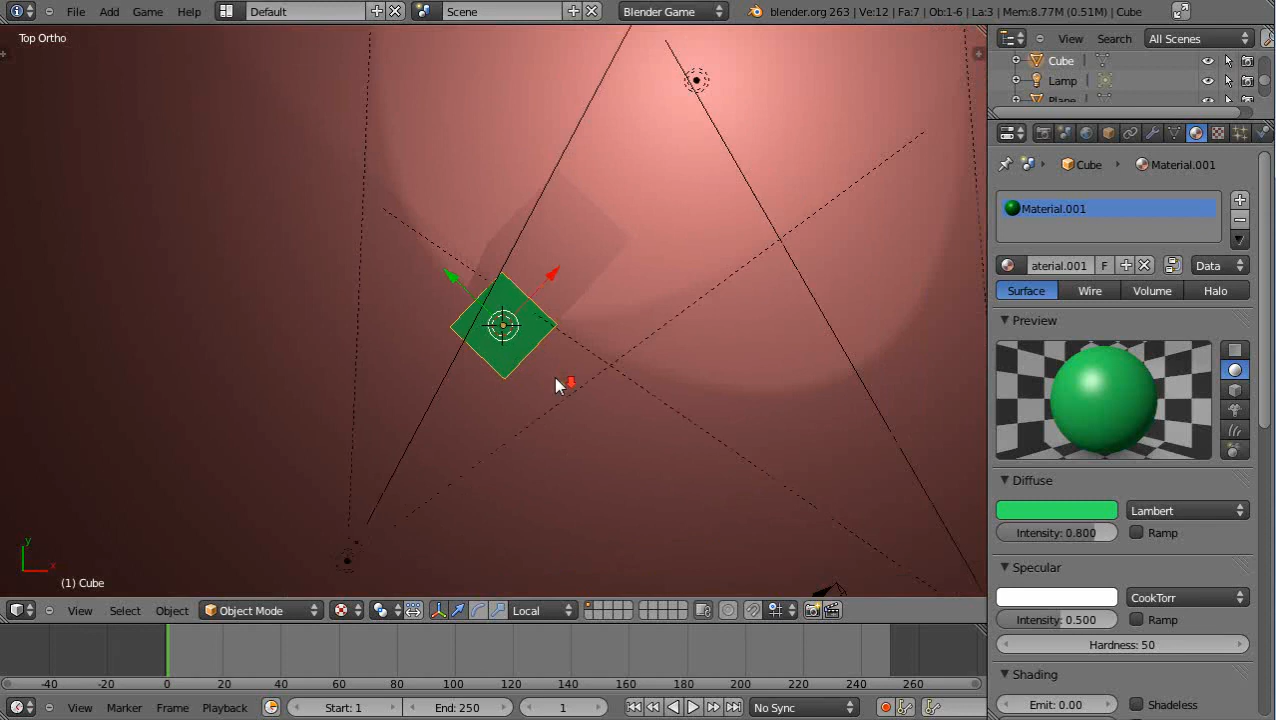 File Add Game Help Default Scene Blender Game blender.org 263 | Ve:12 | Fa:7 | Ob:1-6 | La:3 | Mem:8.77M (0.51M) | Cube
Top Ortho
View Search All Scenes
Cube
Lamp
Plane
Cube Material.001
Material.001
aterial.001 F Data
Surface Wire Volume Halo
Preview
Diffuse
Lambert
Intensity: 0.800 Ramp
Specular
CookTorr
Intensity: 0.500 Ramp
Hardness: 50
Shading
Emit: 0.00 Shadeless
y
x
(1) Cube
View Select Object Object Mode Local
-40 -20 0 20 40 60 80 100 120 140 160 180 200 220 240 260
View Marker Frame Playback Start: 1 End: 250 1 No Sync